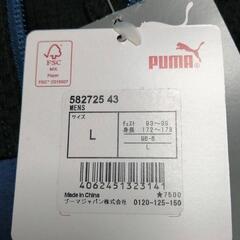 FSC
MIX
Paper
PUMA
582725 43
MENS
サイズ
L
チェスト 93-99
身長 172-178
L
4062451323141
Made in China
★7500
プーマジャパン株式会社 0120-125-150